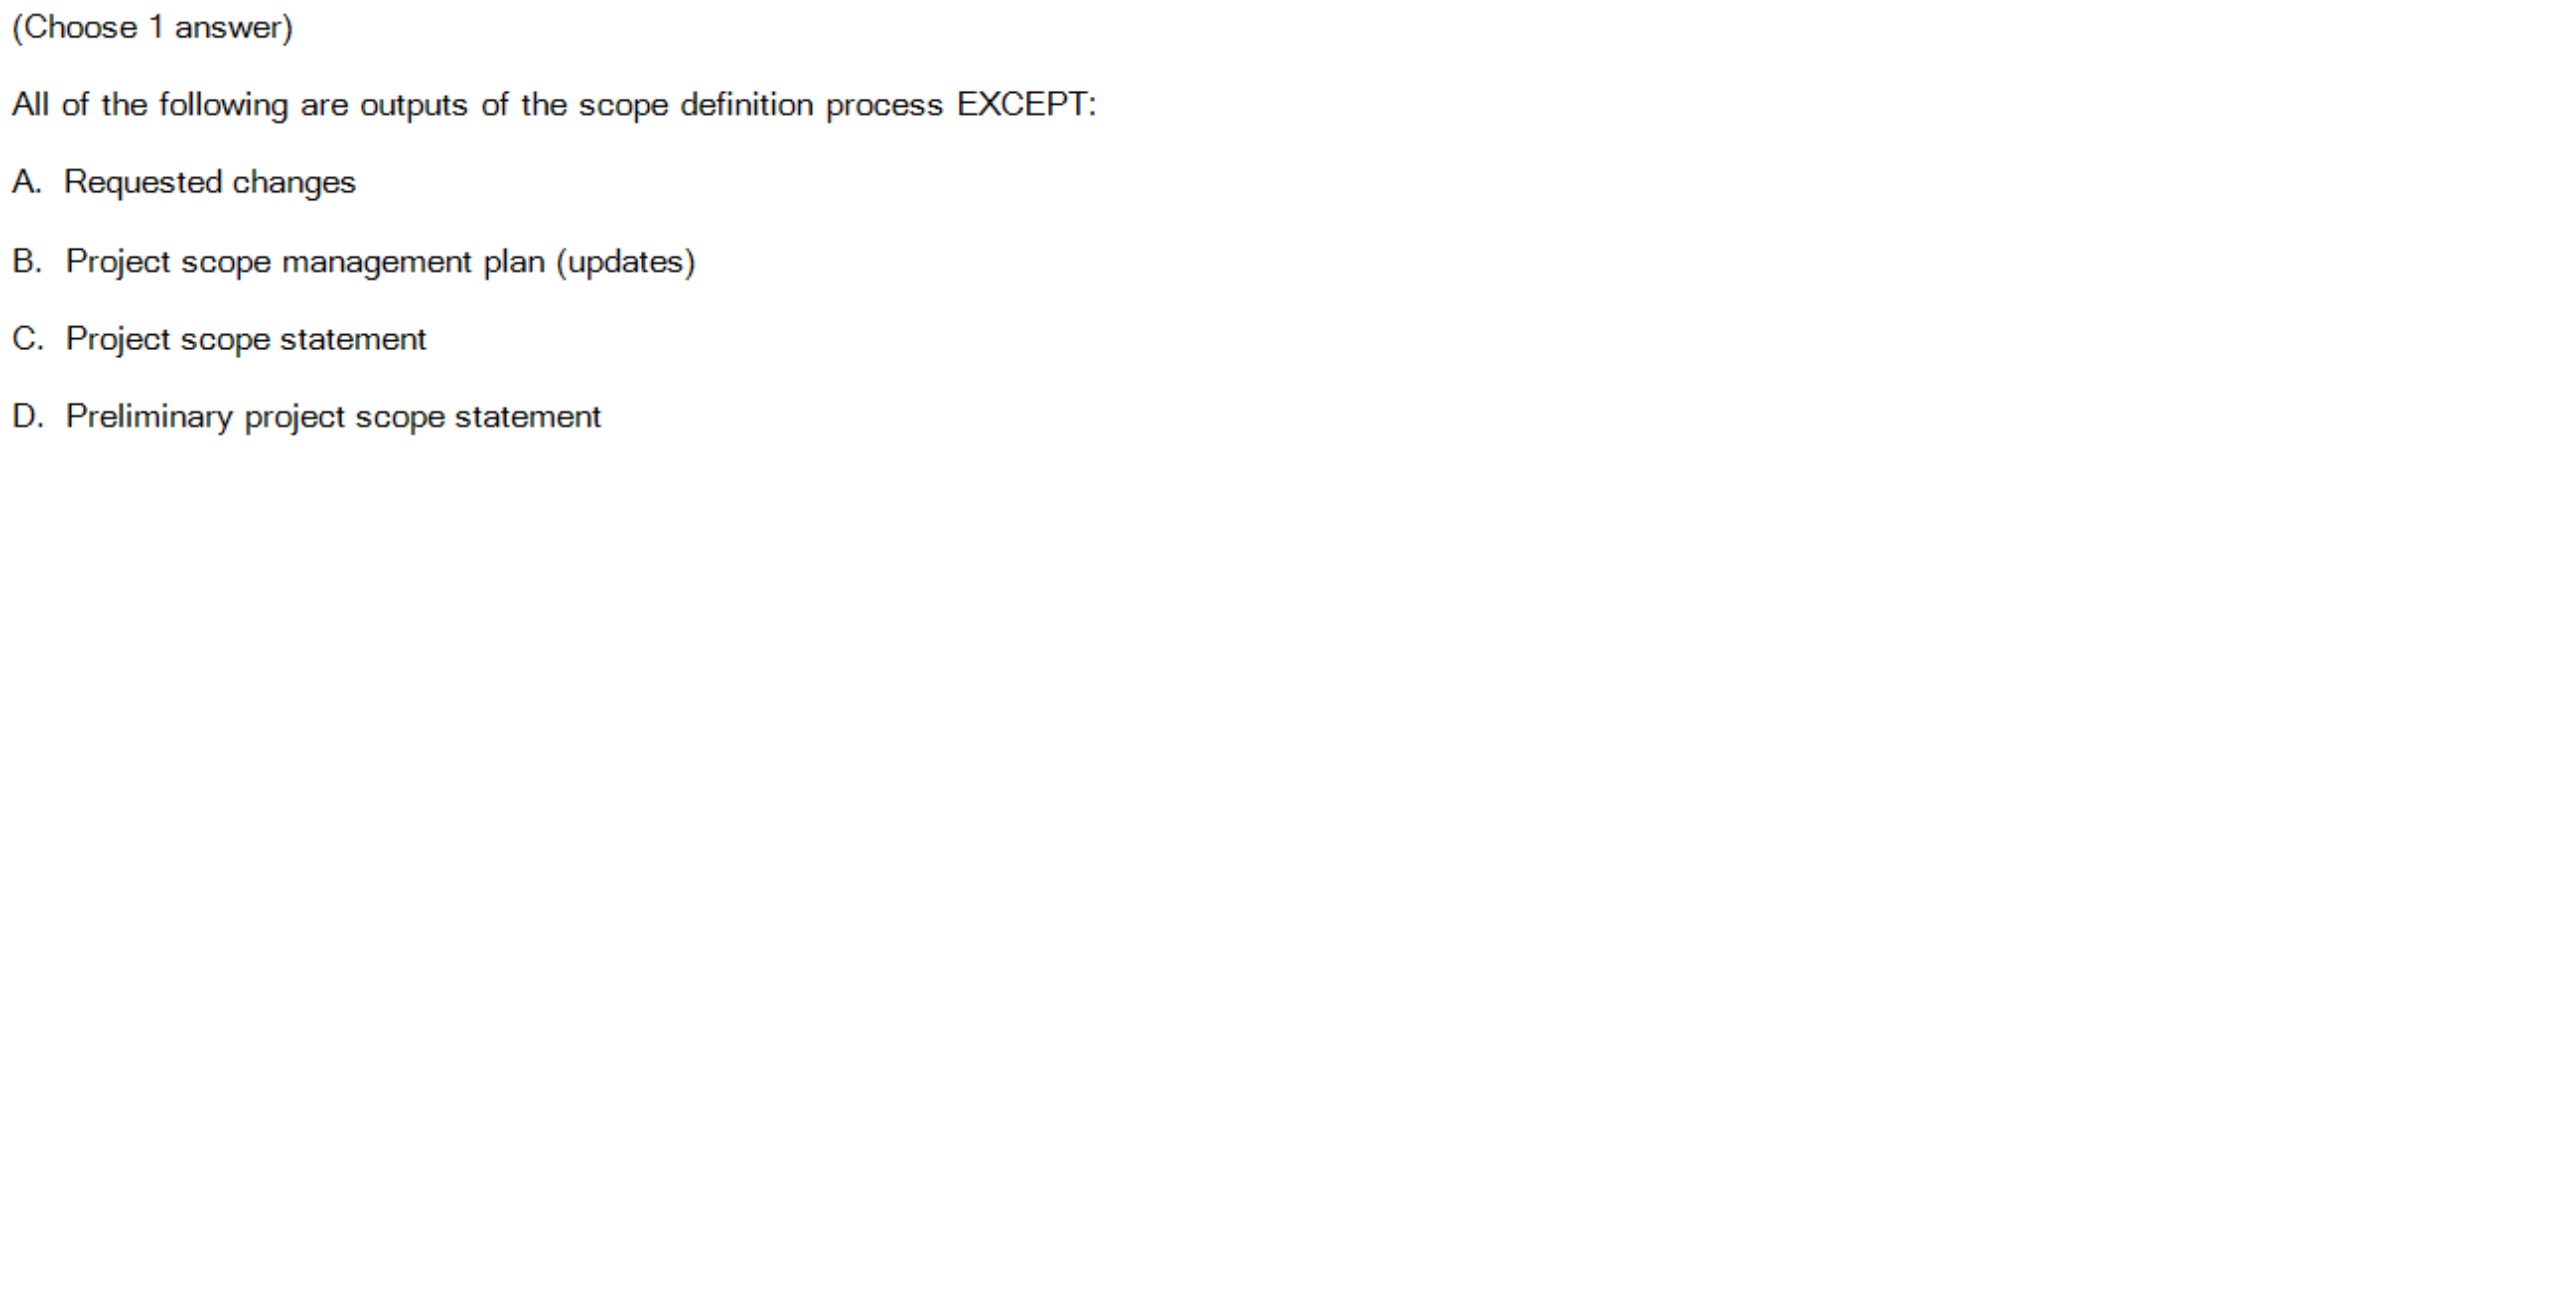 (Choose 1 answer)
All of the following are outputs of the scope definition process EXCEPT:
A. Requested changes
B. Project scope management plan (updates)
C. Project scope statement
D. Preliminary project scope statement